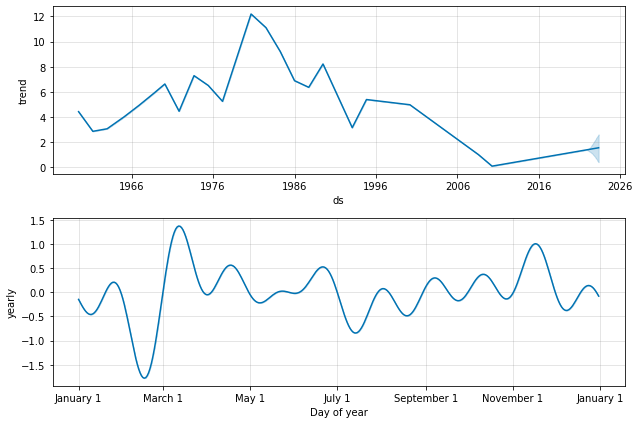 12
10
8
6
4
2
0
trend
1966 1976 1986 1996 2006 2016 2026
ds
1.5
1.0
0.5
0.0
−0.5
−1.0
−1.5
yearly
January 1 March 1 May 1 July 1 September 1 November 1 January 1
Day of year